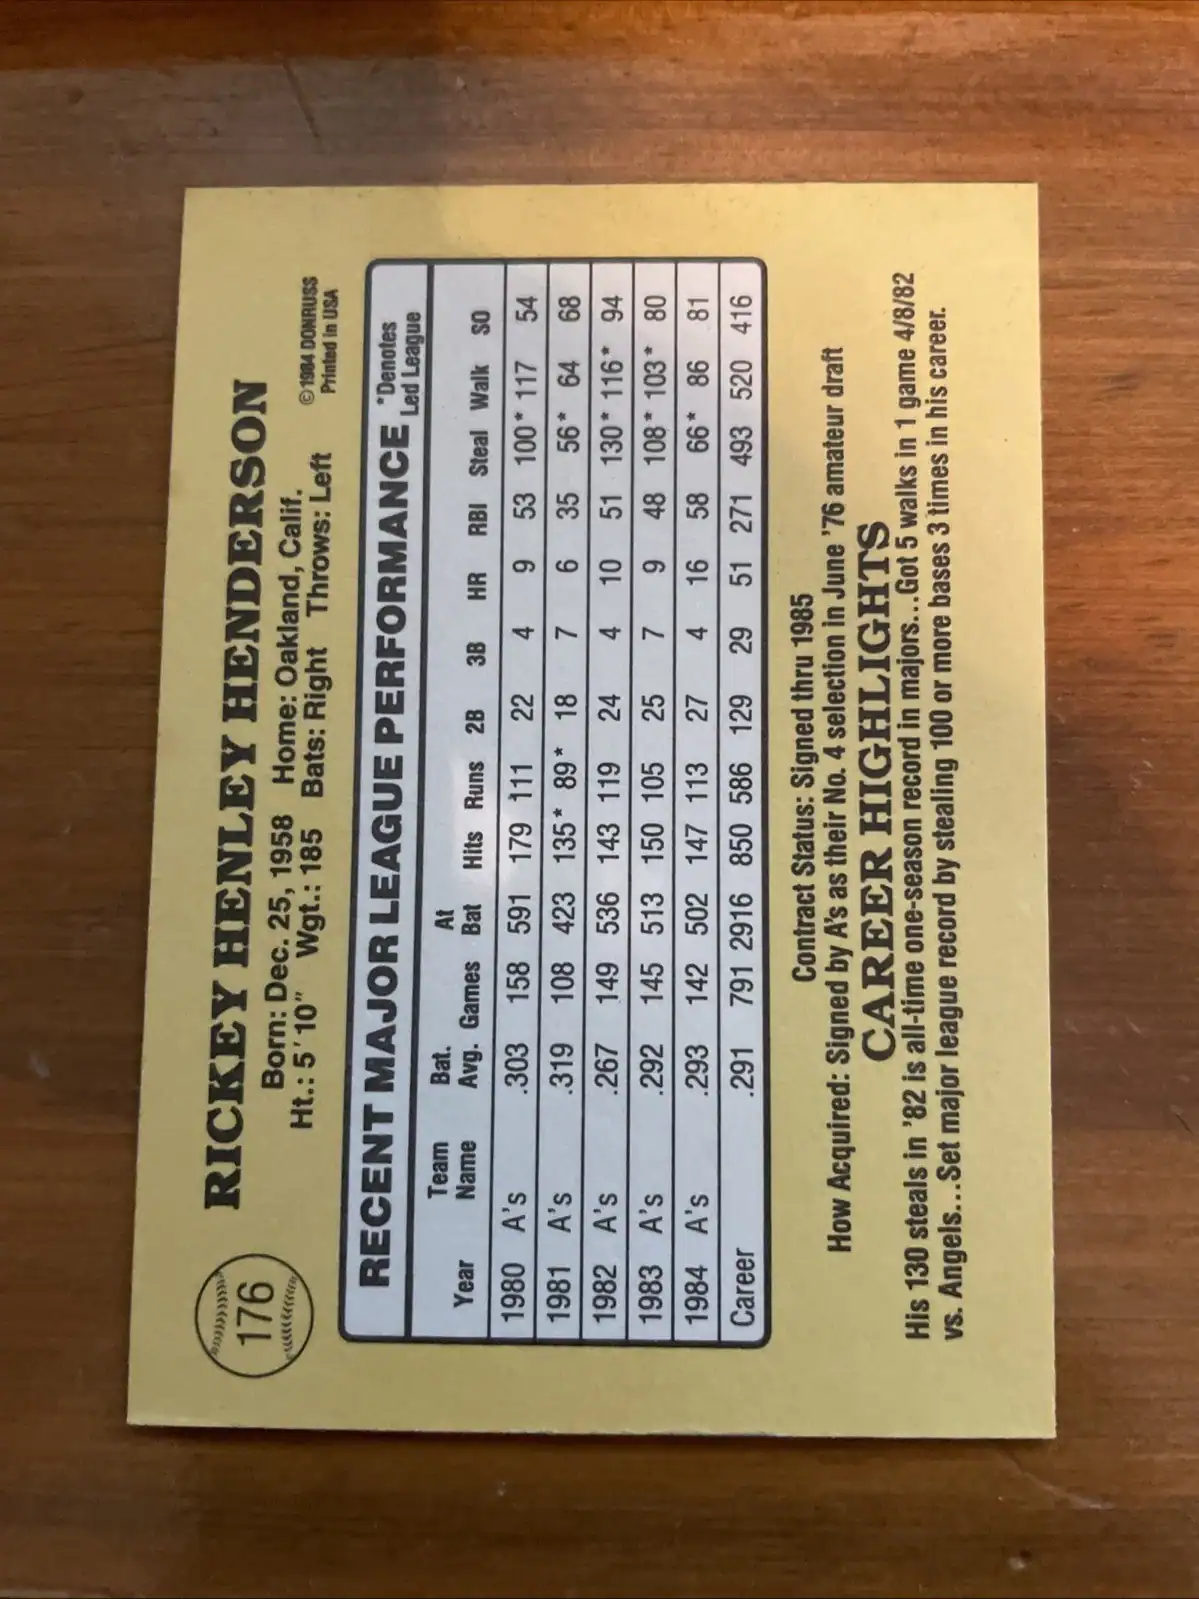 176
RICKEY HENLEY HENDERSON
Born: Dec. 25, 1958 Home: Oakland, Calif.
Ht.: 5'10" Wgt.: 185 Bats: Right Throws: Left
©1984 DONRUSS
Printed in USA
RECENT MAJOR LEAGUE PERFORMANCE *Denotes Led League
Year Team Name Bat. Avg. Games At Bat Hits Runs 2B 3B HR RBI Steal Walk SO
1980 A's .303 158 591 179 111 22 4 9 53 100* 117 54
1981 A's .319 108 423 135* 89* 18 7 6 35 56* 64 68
1982 A's .267 149 536 143 119 24 4 10 51 130* 116* 94
1983 A's .292 145 513 150 105 25 7 9 48 108* 103* 80
1984 A's .293 142 502 147 113 27 4 16 58 66* 86 81
Career .291 791 2916 850 586 129 29 51 271 493 520 416
Contract Status: Signed thru 1985
How Acquired: Signed by A's as their No. 4 selection in June '76 amateur draft
CAREER HIGHLIGHTS
His 130 steals in '82 is all-time one-season record in majors...Got 5 walks in 1 game 4/8/82
vs. Angels...Set major league record by stealing 100 or more bases 3 times in his career.